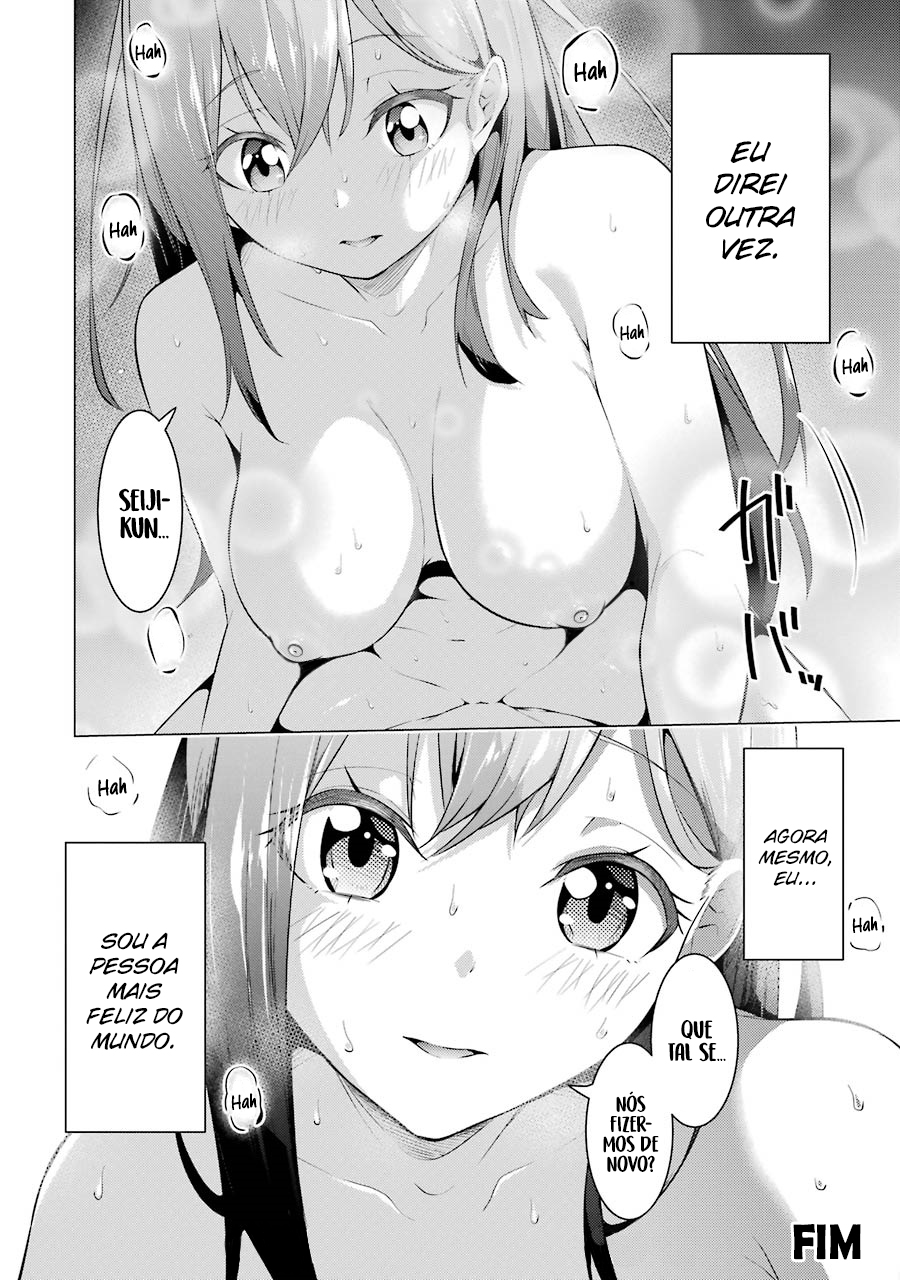 Hah
Hah
EU
DIREI
OUTRA
VEZ.
Hah
Hah
Hah
SEIJI-
KUN...
ガ
タッ
Hah
AGORA
MESMO,
EU...
Hah
SOU A
PESSOA
MAIS
FELIZ DO
MUNDO.
QUE
TAL SE...
Hah
NÓS
FIZER-
MOS DE
NOVO?
FIM